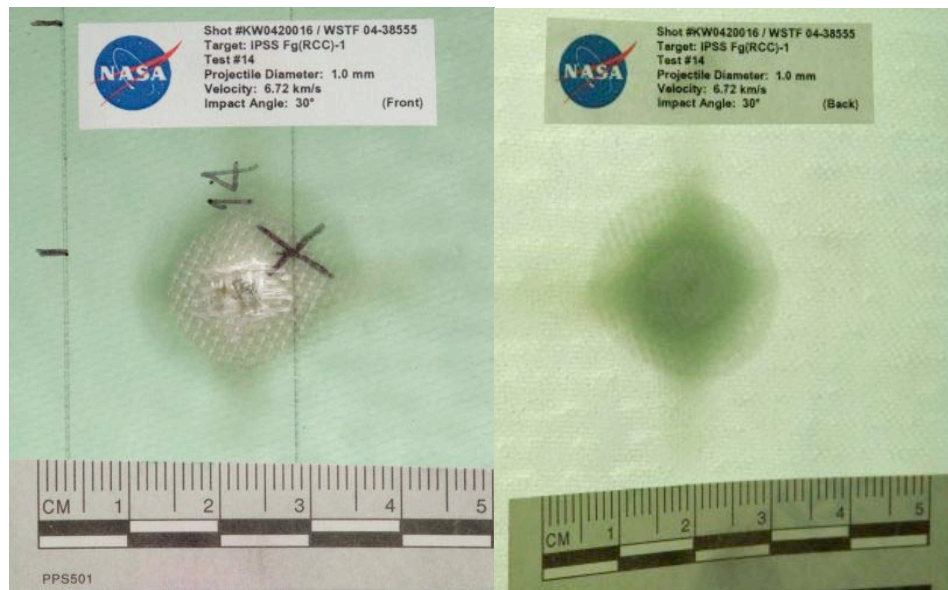 NASA
Shot #KW0420016 / WSTF 04-38555
Target: IPSS Fg(RCC)-1
Test #14
Projectile Diameter: 1.0 mm
Velocity: 6.72 km/s
Impact Angle: 30° (Front)
14
CM 1 2 3 4 5
PPS501
NASA
Shot #KW0420016 / WSTF 04-38555
Target: IPSS Fg(RCC)-1
Test #14
Projectile Diameter: 1.0 mm
Velocity: 6.72 km/s
Impact Angle: 30° (Back)
CM 1 2 3 4 5